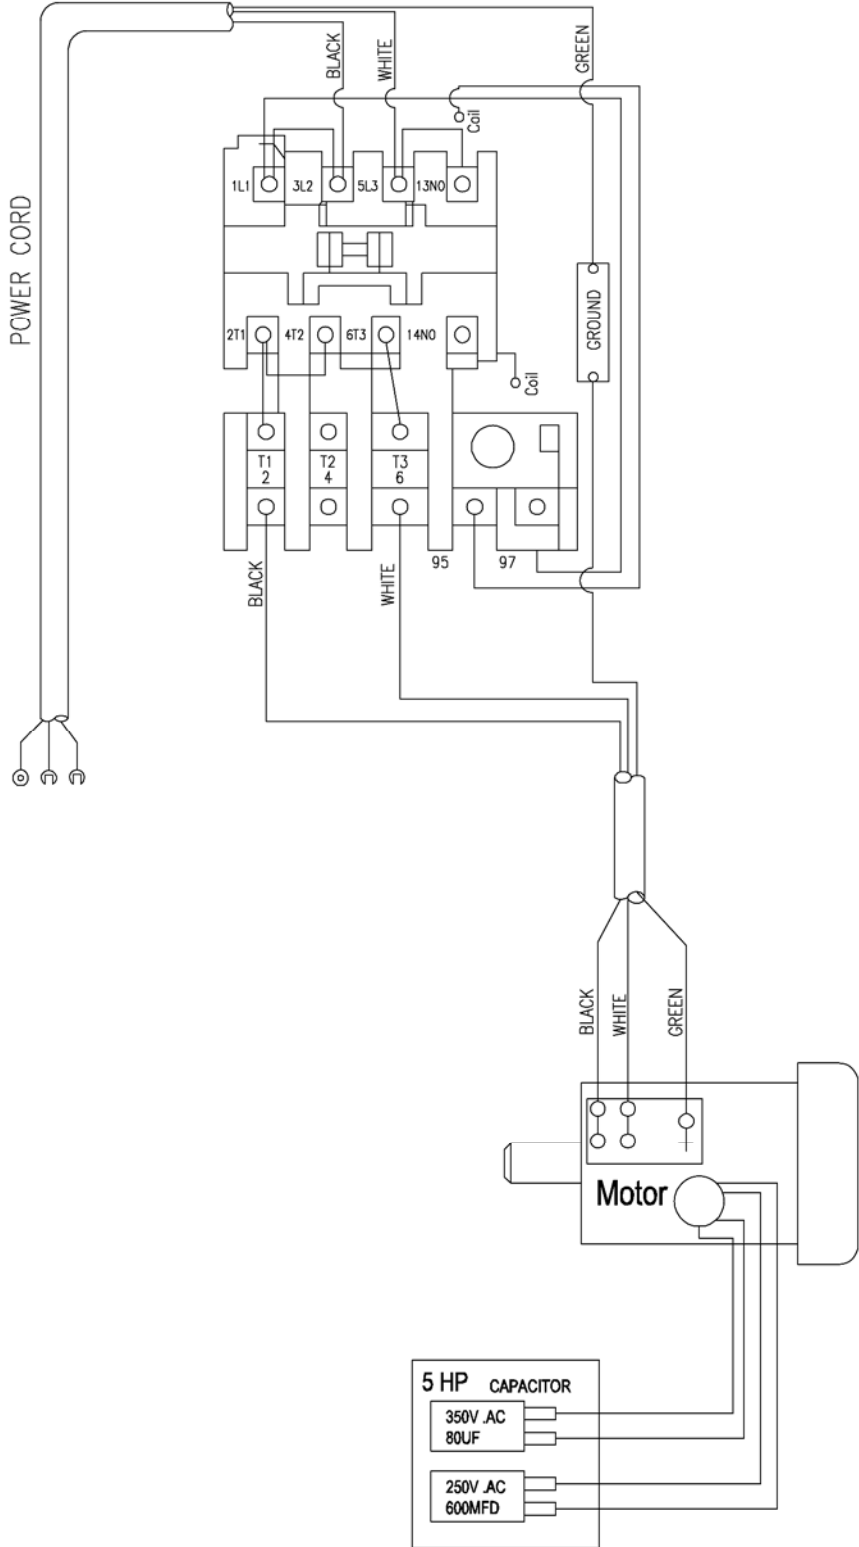 BLACK
WHITE
GREEN
Coil
1L1 3L2 5L3 13NO
POWER CORD
GROUND
2T1 4T2 6T3 14NO
Coil
T1 T2 T3
2 4 6
95 97
BLACK
WHITE
BLACK
WHITE
GREEN
Motor
5 HP CAPACITOR
350V .AC
80UF
250V .AC
600MFD